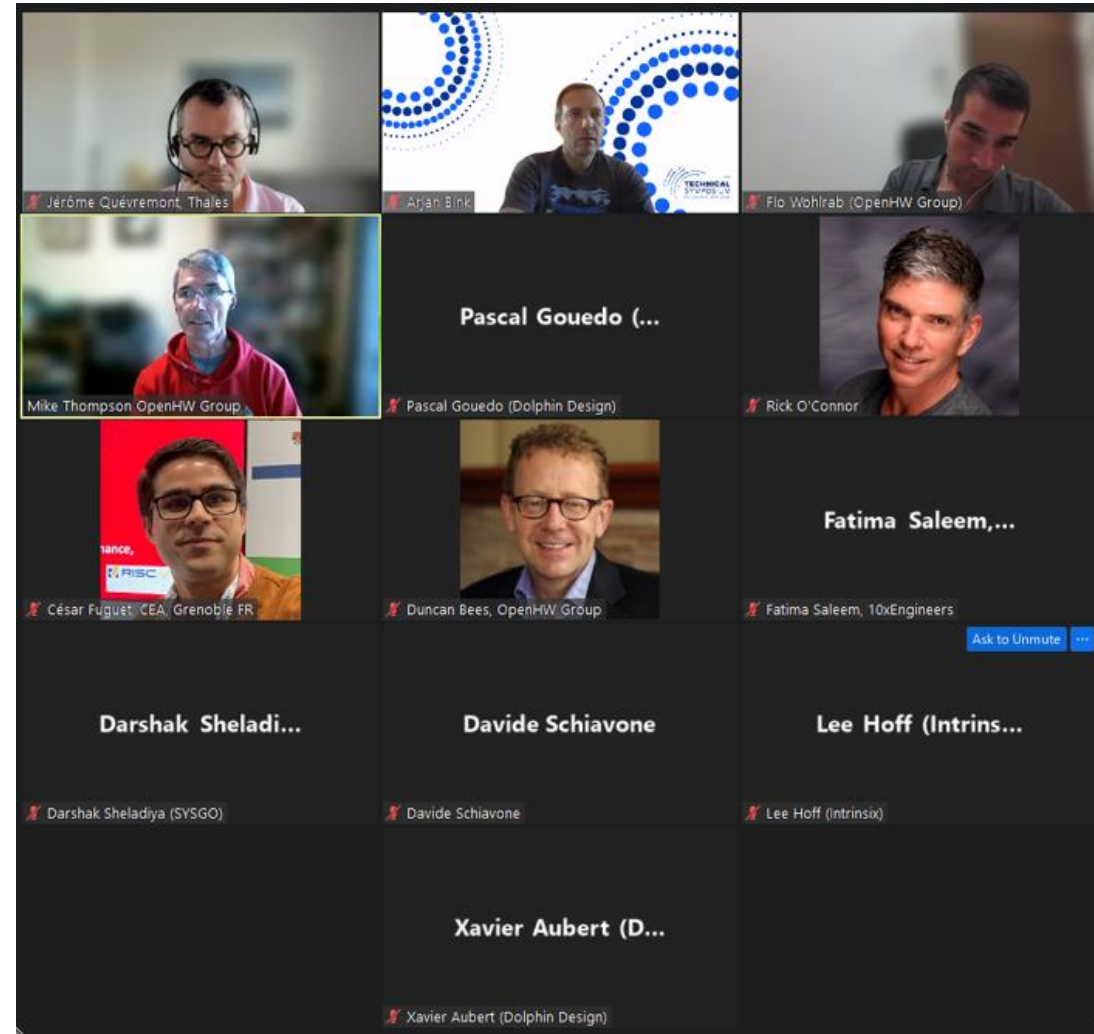 TECHNICAL
Jérôme Quévremont, Thales
Arjan Bink
Flo Wohlrab (OpenHW Group)
Mike Thompson OpenHW Group
Pascal Gouedo (...
Pascal Gouedo (Dolphin Design)
Rick O'Connor
nance,
RISC
César Fuguet, CEA, Grenoble FR
Duncan Bees, OpenHW Group
Fatima Saleem,...
Fatima Saleem, 10xEngineers
Ask to Unmute ...
Darshak Sheladi...
Darshak Sheladiya (SYSGO)
Davide Schiavone
Davide Schiavone
Lee Hoff (Intrins...
Lee Hoff (Intrinsix)
Xavier Aubert (D...
Xavier Aubert (Dolphin Design)